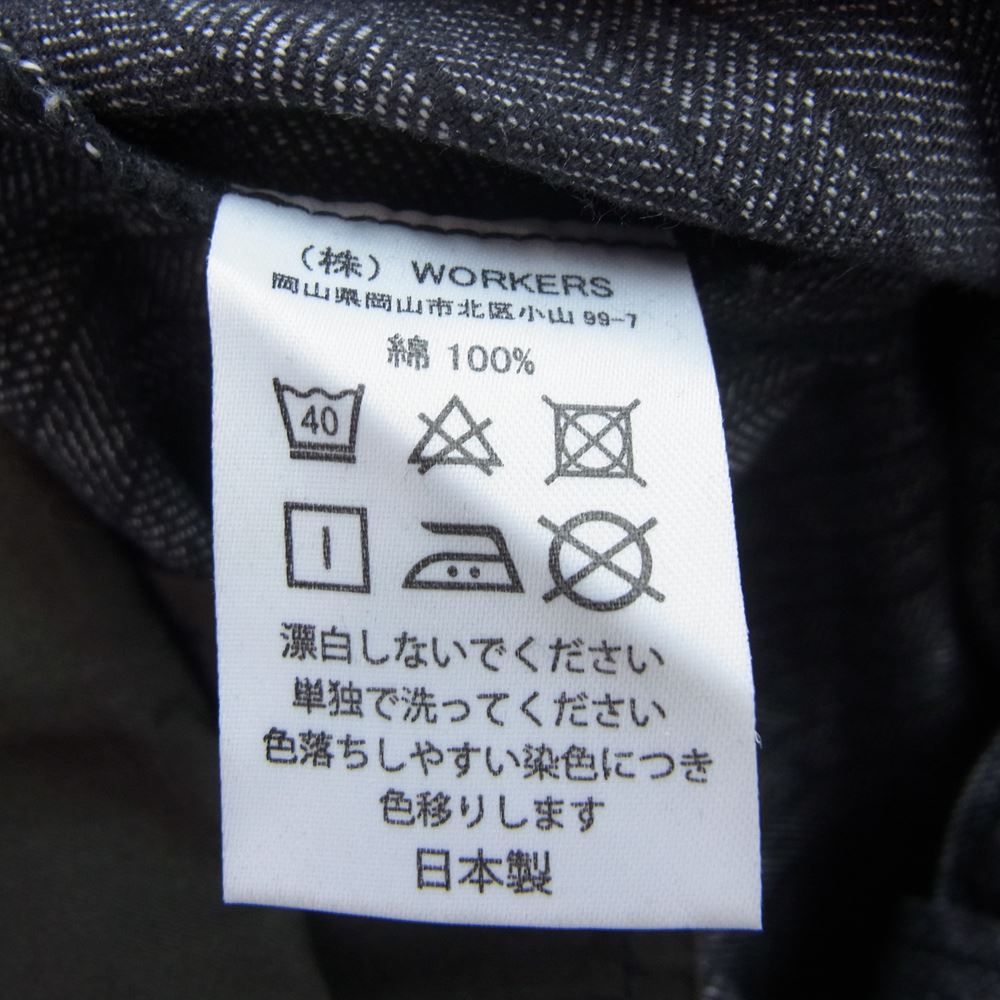 （株） WORKERS
岡山県岡山市北区小山 99-7
綿 100%
40
漂白しないでください
単独で洗ってください
色落ちしやすい染色につき
色移りします
日本製